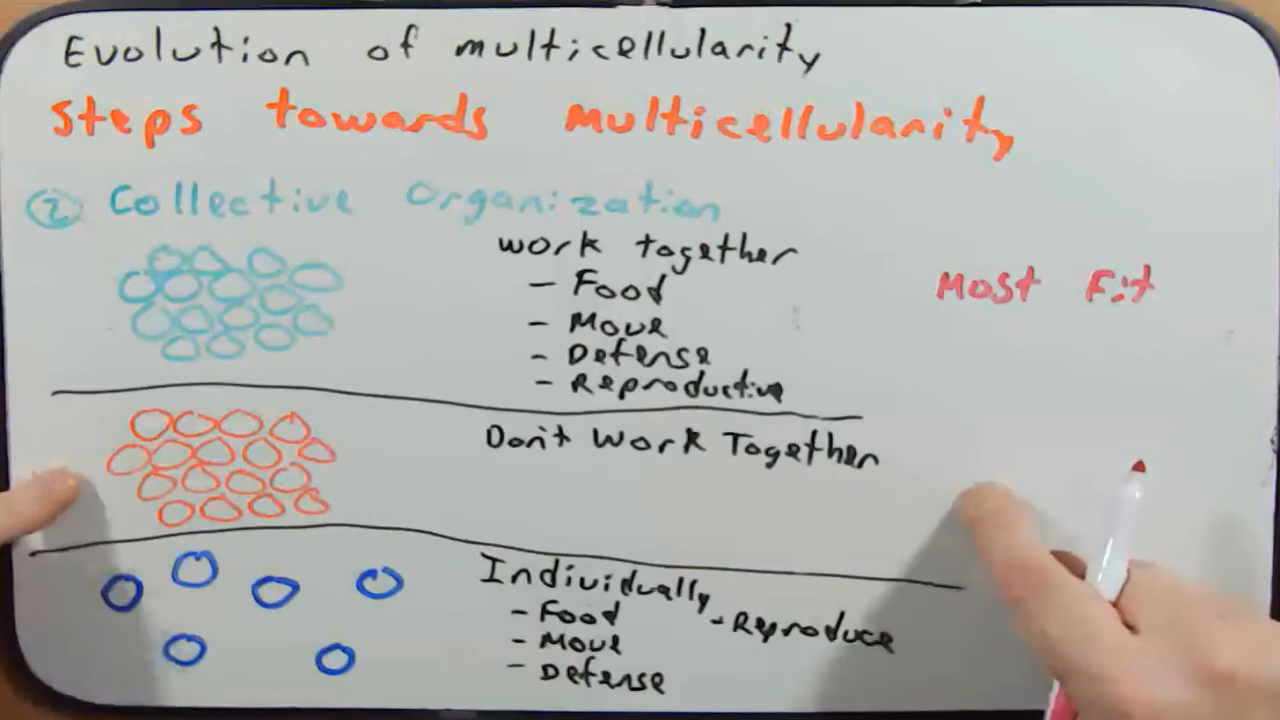 Evolution of multicellularity
Steps towards multicellularity
② Collective Organization
Work together
- Food
- Move
- Defense
- Reproductive
Most Fit
Don't Work Together
Individually
- Food
- Move
- Defense
- Reproduce